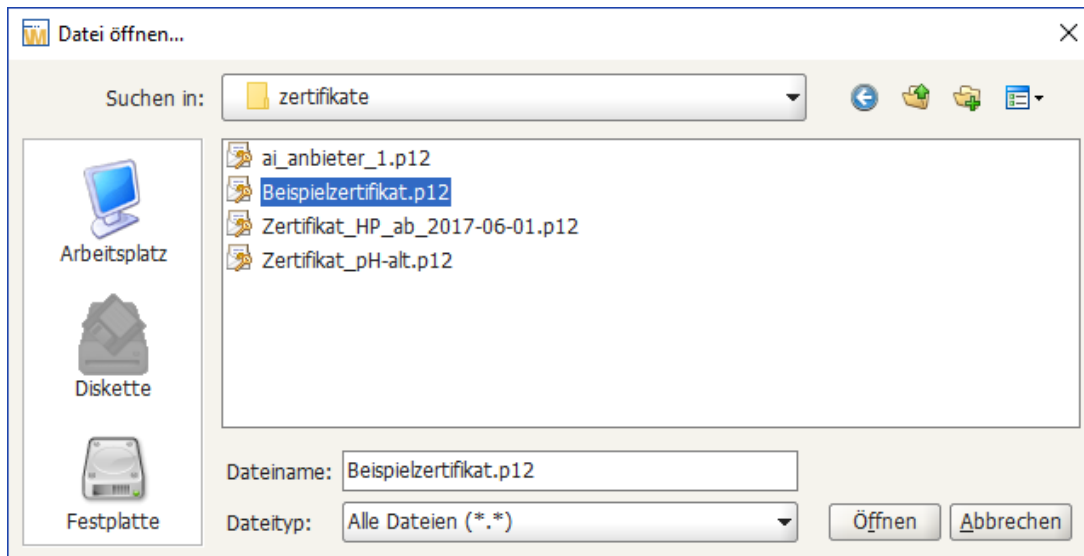 Datei öffnen...
Suchen in:
zertifikate
Arbeitsplatz
Diskette
Festplatte
ai_anbieter_1.p12
Beispielzertifikat.p12
Zertifikat_HP_ab_2017-06-01.p12
Zertifikat_pH-alt.p12
Dateiname: Beispielzertifikat.p12
Dateityp: Alle Dateien (*.*)
Öffnen Abbrechen